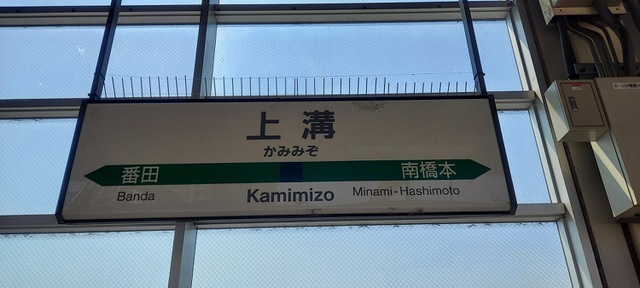 上溝
かみみぞ
番田
南橋本
Banda
Kamimizo
Minami-Hashimoto